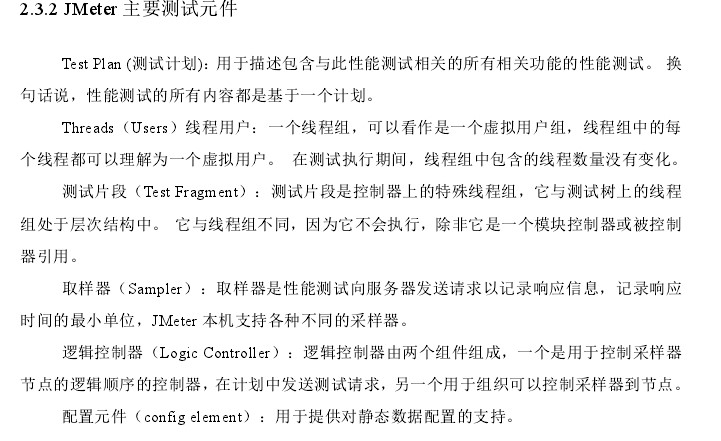 2.3.2 JMeter 主要测试元件
Test Plan (测试计划)：用于描述包含与此性能测试相关的所有相关功能的性能测试。 换
句话说，性能测试的所有内容都是基于一个计划。
Threads（Users）线程用户：一个线程组，可以看作是一个虚拟用户组，线程组中的每
个线程都可以理解为一个虚拟用户。 在测试执行期间，线程组中包含的线程数量没有变化。
测试片段（Test Fragment）：测试片段是控制器上的特殊线程组，它与测试树上的线程
组处于层次结构中。 它与线程组不同，因为它不会执行，除非它是一个模块控制器或被控制
器引用。
取样器（Sampler）：取样器是性能测试向服务器发送请求以记录响应信息，记录响应
时间的最小单位，JMeter 本机支持各种不同的采样器。
逻辑控制器（Logic Controller）：逻辑控制器由两个组件组成，一个是用于控制采样器
节点的逻辑顺序的控制器，在计划中发送测试请求，另一个用于组织可以控制采样器到节点。
配置元件（config element）：用于提供对静态数据配置的支持。